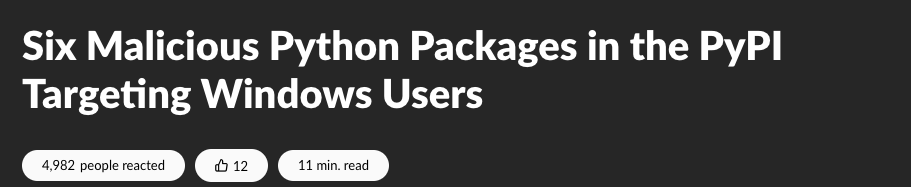 Six Malicious Python Packages in the PyPI
Targeting Windows Users
4,982 people reacted 12 11 min. read